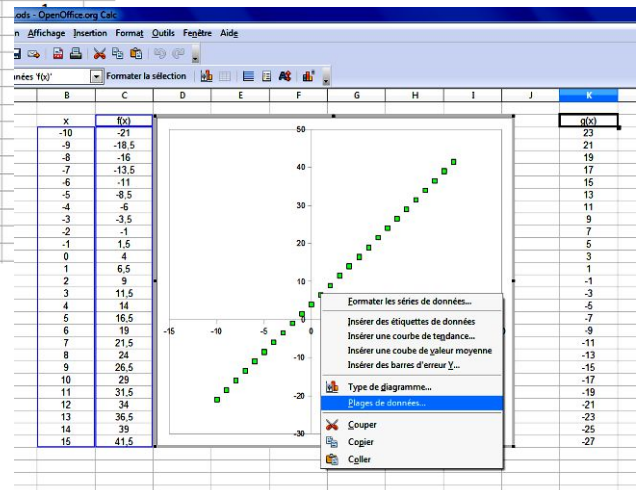 .ods - OpenOffice.org Calc
Affichage Insertion Format Outils Fenêtre Aide
nnées 'f(x)' Formater la sélection
B C D E F G H I J K
x f(x) g(x)
-10 -21 23
-9 -18,5 21
-8 -16 19
-7 -13,5 17
-6 -11 15
-5 -8,5 13
-4 -6 11
-3 -3,5 9
-2 -1 7
-1 1,5 5
0 4 3
1 6,5 1
2 9 -1
3 11,5 -3
4 14 -5
5 16,5 -7
6 19 -9
7 21,5 -11
8 24 -13
9 26,5 -15
10 29 -17
11 31,5 -19
12 34 -21
13 36,5 -23
14 39 -25
15 41,5 -27
50
40
30
20
10
0
-15 -10 -5 0 15
-10
-20
-30
Formater les séries de données...
Insérer des étiquettes de données
Insérer une courbe de tendance...
Insérer une coube de valeur moyenne
Insérer des barres d'erreur Y...
Type de diagramme...
Plages de données...
Couper
Copier
Coller